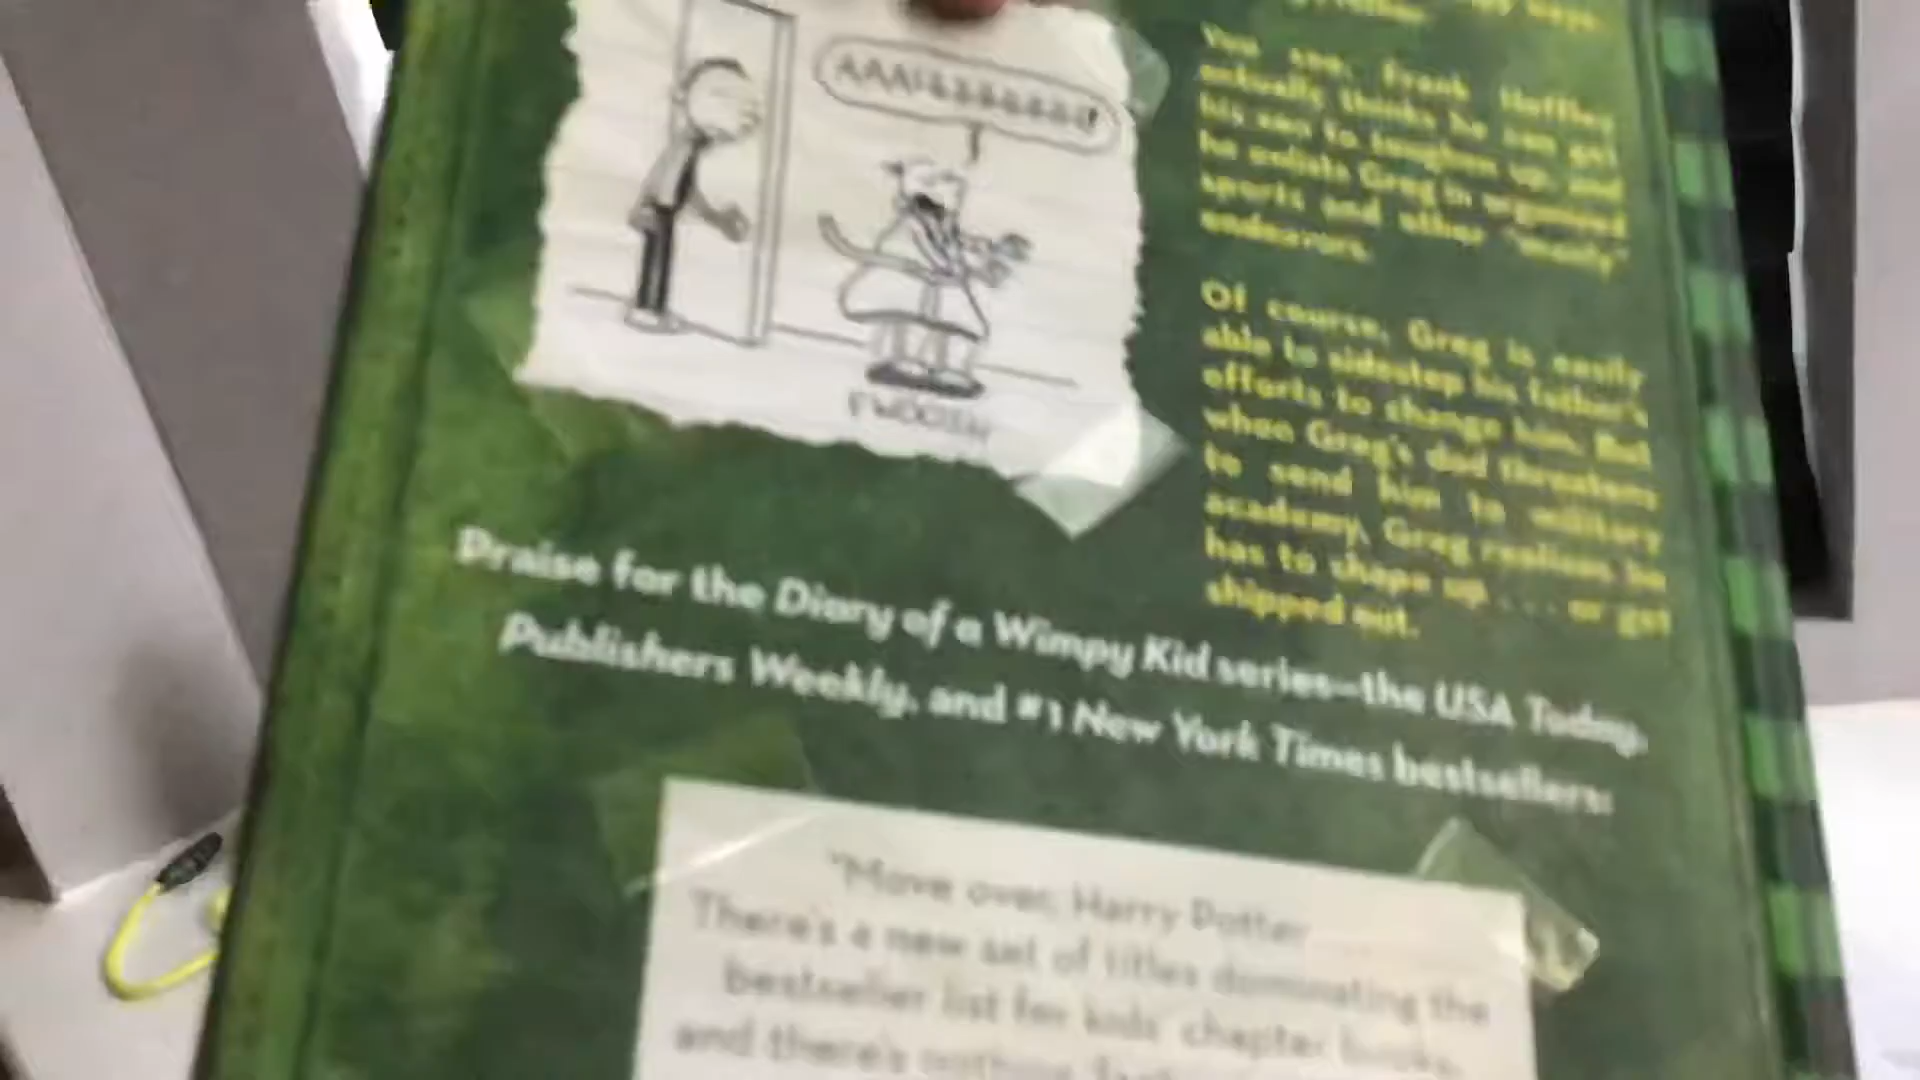 AAAIEEEEEEE!
FWOOSH
You see, Frank Heffley
actually thinks he can get
his son to toughen up, and
he enlists Greg in organized
sports and other "manly"
endeavors.
Of course, Greg is easily
able to sidestep his father's
efforts to change him. But
when Greg's dad threatens
to send him to military
academy, Greg realizes he
has to shape up . . . or get
shipped out.
Praise for the Diary of a Wimpy Kid series—the USA Today,
Publishers Weekly, and #1 New York Times bestsellers:
"Move over, Harry Potter
There's a new set of titles dominating the
bestseller list for kids' chapter books,
and there's nothing